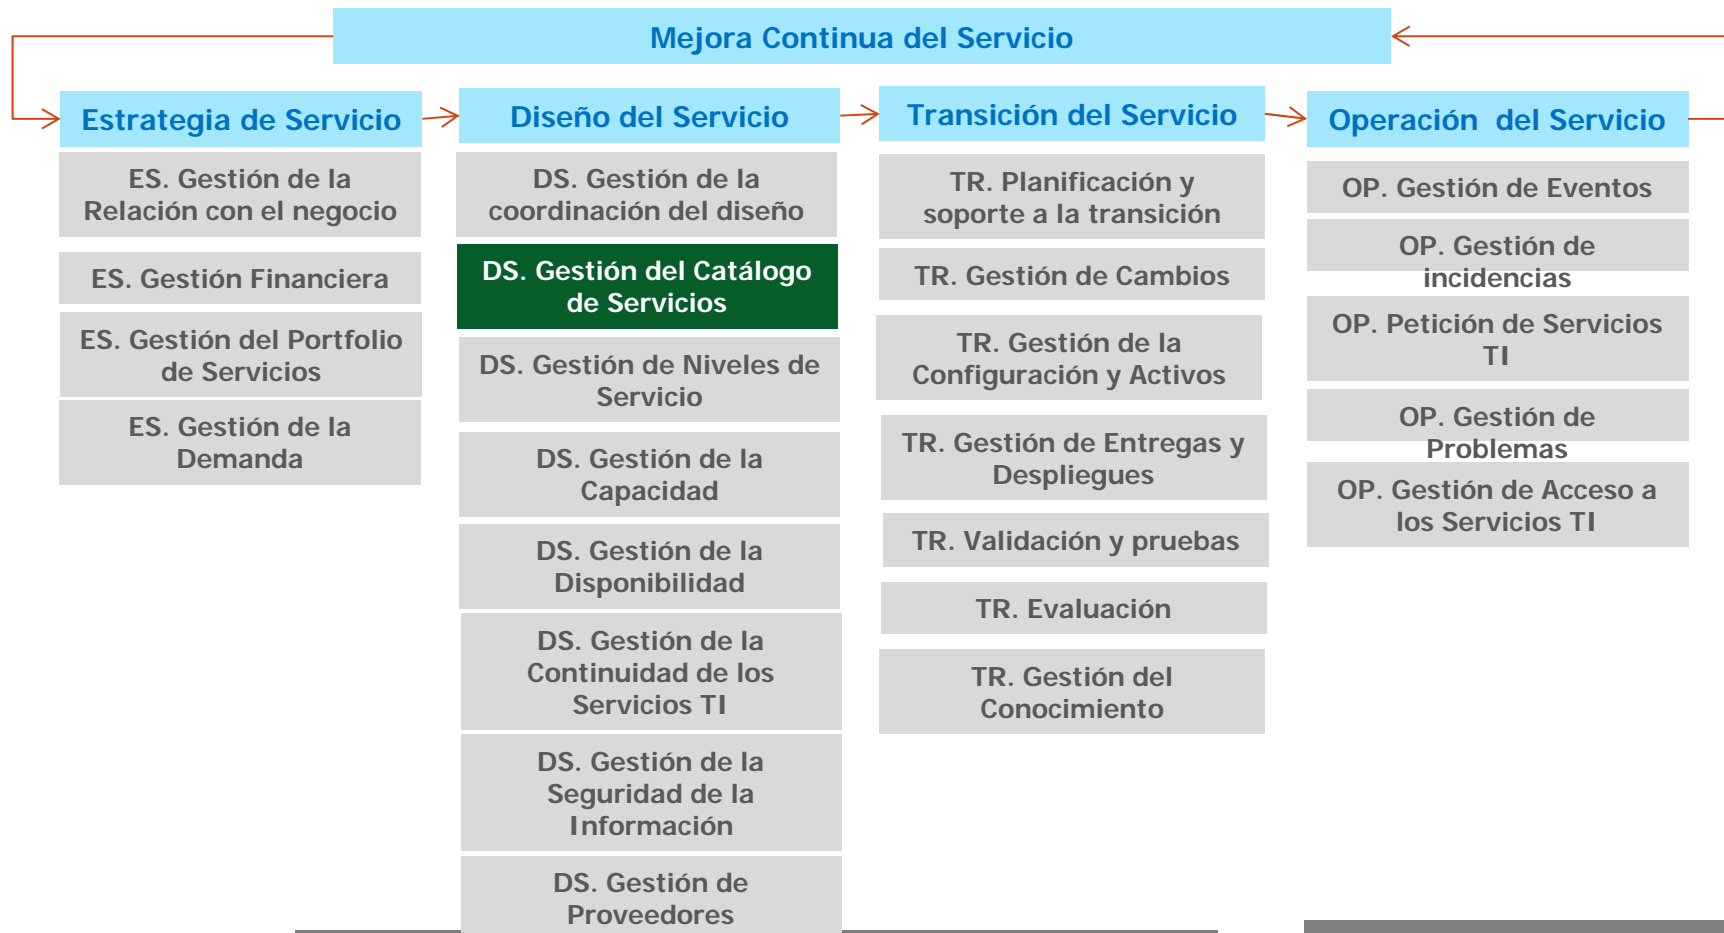 Mejora Continua del Servicio
Estrategia de Servicio
ES. Gestión de la
Relación con el negocio
ES. Gestión Financiera
ES. Gestión del Portfolio
de Servicios
ES. Gestión de la
Demanda
Diseño del Servicio
DS. Gestión de la
coordinación del diseño
DS. Gestión del Catálogo
de Servicios
DS. Gestión de Niveles de
Servicio
DS. Gestión de la
Capacidad
DS. Gestión de la
Disponibilidad
DS. Gestión de la
Continuidad de los
Servicios TI
DS. Gestión de la
Seguridad de la
Información
DS. Gestión de
Proveedores
Transición del Servicio
TR. Planificación y
soporte a la transición
TR. Gestión de Cambios
TR. Gestión de la
Configuración y Activos
TR. Gestión de Entregas y
Despliegues
TR. Validación y pruebas
TR. Evaluación
TR. Gestión del
Conocimiento
Operación del Servicio
OP. Gestión de Eventos
OP. Gestión de
incidencias
OP. Petición de Servicios
TI
OP. Gestión de
Problemas
OP. Gestión de Acceso a
los Servicios TI